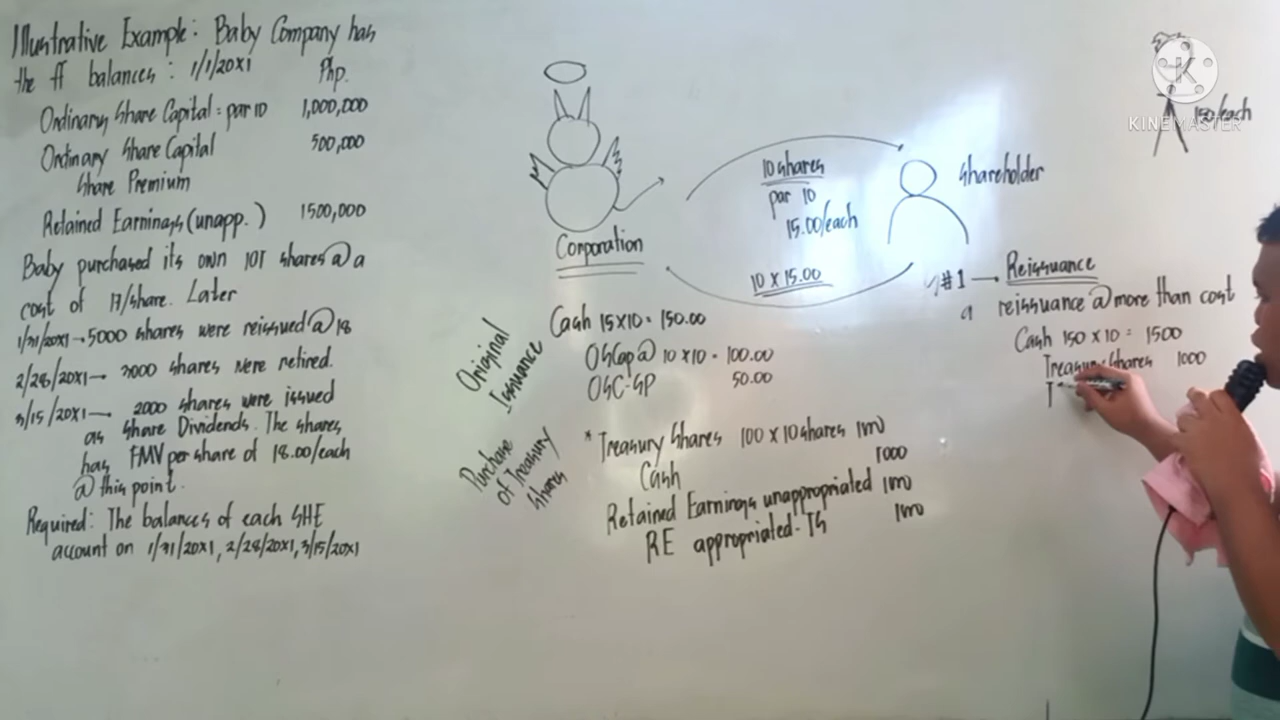 Illustrative Example: Baby Company has
the ff balances: 1/1/20X1 Php.
Ordinary Share Capital = par 10 1,000,000
Ordinary Share Capital 500,000
Share Premium
Retained Earnings (unapp.) 1500,000
Baby purchased its own 10T shares @ a
cost of 17/share. Later
1/31/20X1 → 5000 shares were reissued @ 18
2/28/20X1 — 3000 shares were retired.
3/15/20X1 — 2000 shares were issued
as share Dividends. The shares
has FMV per share of 18.00/each
@ this point.
Required: The balances of each SHE
account on 1/31/20X1, 2/28/20X1, 3/15/20X1
10 shares
par 10
15.00/each
Shareholder
Corporation
10 x 15.00
Original
Issuance
Cash 15x10 = 150.00
OSCap @ 10 x 10 = 100.00
OSC-SP 50.00
Purchase
of Treasury
Shares
* Treasury Shares 100 x 10 shares 1000
Cash 1000
Retained Earnings unappropriated 1000
RE appropriated - TS 1000
#1 — Reissuance
a reissuance @ more than cost
Cash 150 x 10 = 1500
Treasury Shares 1000
T
150/each
K
KINEMASTER